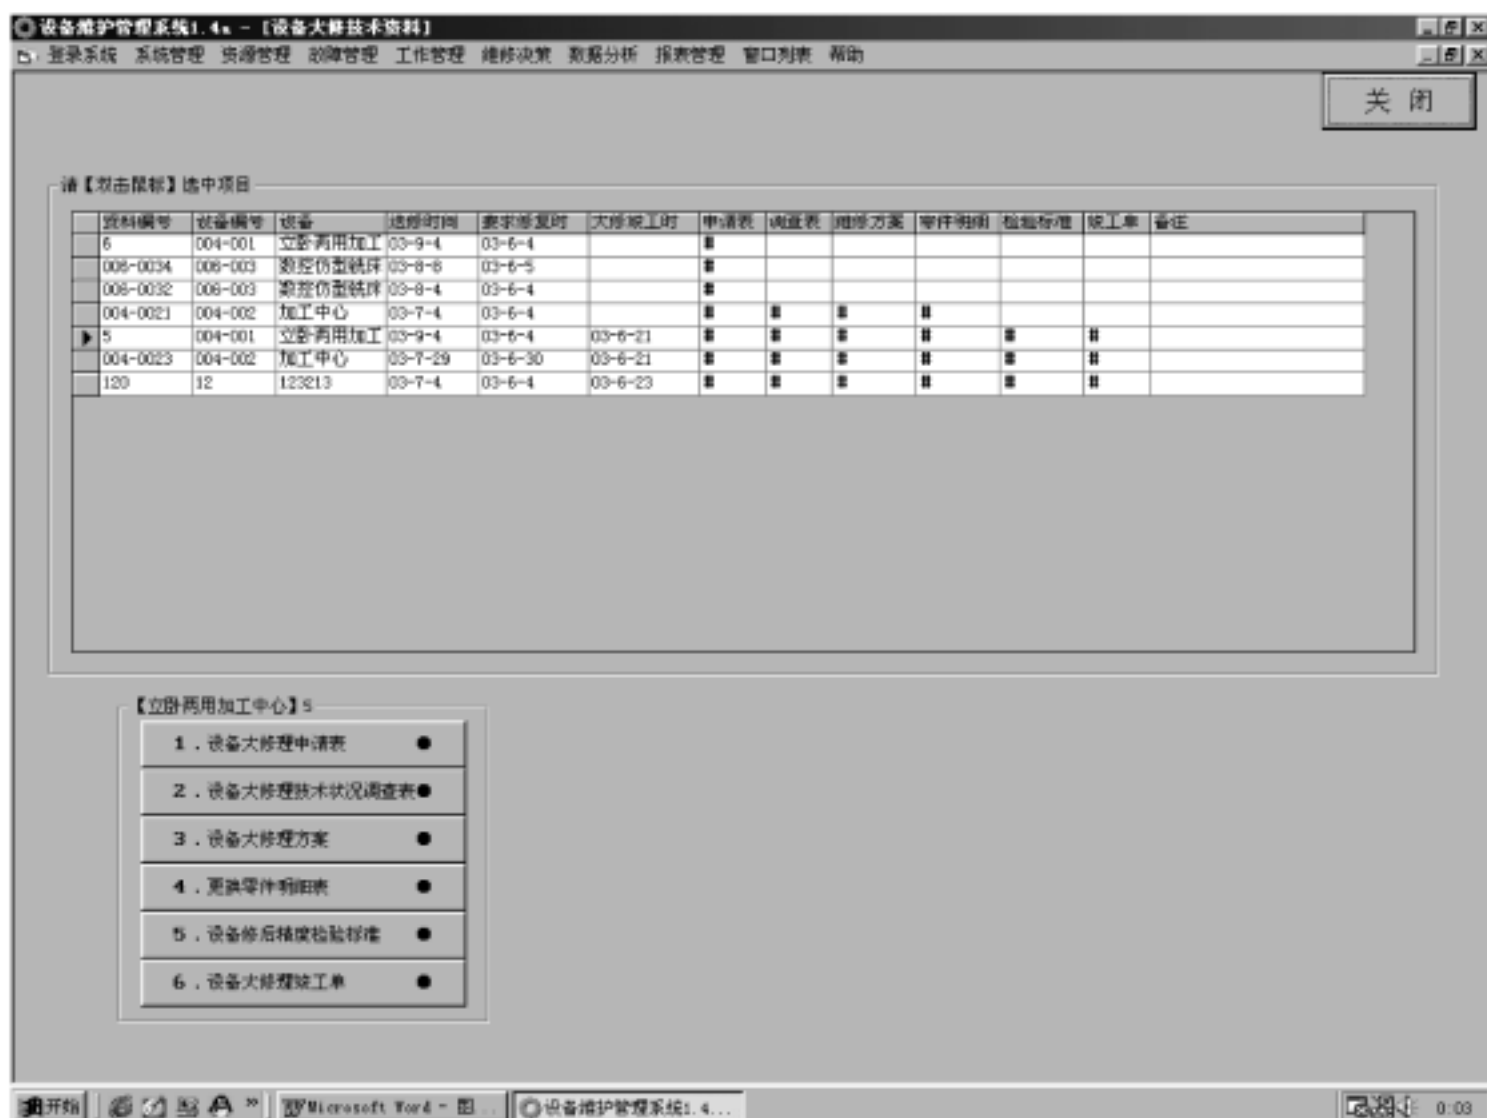 设备维护管理系统1.4a - [设备大修技术资料]
登录系统 系统管理 资源管理 故障管理 工作管理 维修决策 数据分析 报表管理 窗口列表 帮助
关 闭
请【双击鼠标】选中项目
资料编号 设备编号 设备 送修时间 要求修复时 大修竣工时 申请表 调查表 维修方案 零件明细 检验标准 竣工单 备注
6 004-001 立卧两用加工 03-9-4 03-6-4 #
006-0034 006-003 数控仿型铣床 03-8-8 03-6-5 #
006-0032 006-003 数控仿型铣床 03-8-4 03-6-4 #
004-0021 004-002 加工中心 03-7-4 03-6-4 # # # #
5 004-001 立卧两用加工 03-9-4 03-6-4 03-6-21 # # # # # #
004-0023 004-002 加工中心 03-7-29 03-6-30 03-6-21 # # # # # #
120 12 123213 03-7-4 03-6-4 03-6-23 # # # # # #
【立卧两用加工中心】5
1．设备大修理申请表
2．设备大修理技术状况调查表
3．设备大修理方案
4．更换零件明细表
5．设备修后精度检验标准
6．设备大修理竣工单
开始 Microsoft Word - 图... 设备维护管理系统1.4... 0:03